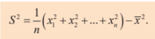 S² = 1/n (x₁² + x₂² + ... + xₙ²) − x̅².